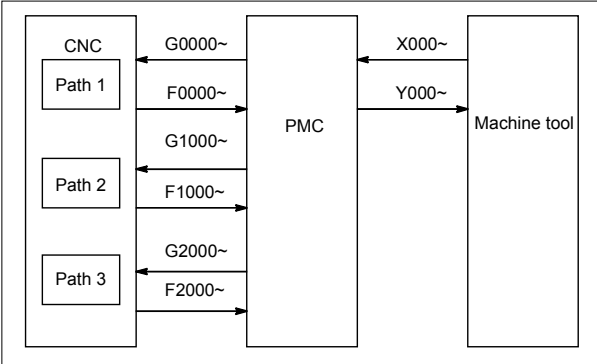 CNC
Path 1
Path 2
Path 3
G0000~
F0000~
G1000~
F1000~
G2000~
F2000~
PMC
X000~
Y000~
Machine tool